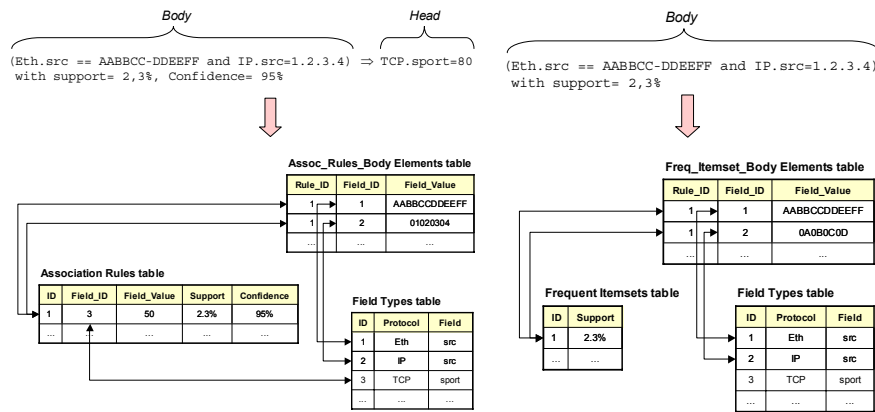 Body
Head
(Eth.src == AABBCC-DDEEFF and IP.src=1.2.3.4) ⇒ TCP.sport=80
with support= 2,3%, Confidence= 95%
Assoc_Rules_Body Elements table
Rule_ID Field_ID Field_Value
1 1 AABBCCDDEEFF
1 2 01020304
... ... ...
Association Rules table
ID Field_ID Field_Value Support Confidence
1 3 50 2.3% 95%
... ... ... ... ...
Field Types table
ID Protocol Field
1 Eth src
2 IP src
3 TCP sport
... ... ...
Body
(Eth.src == AABBCC-DDEEFF and IP.src=1.2.3.4)
with support= 2,3%
Freq_Itemset_Body Elements table
Rule_ID Field_ID Field_Value
1 1 AABBCCDDEEFF
1 2 0A0B0C0D
... ... ...
Frequent Itemsets table
ID Support
1 2.3%
... ...
Field Types table
ID Protocol Field
1 Eth src
2 IP src
3 TCP sport
... ... ...